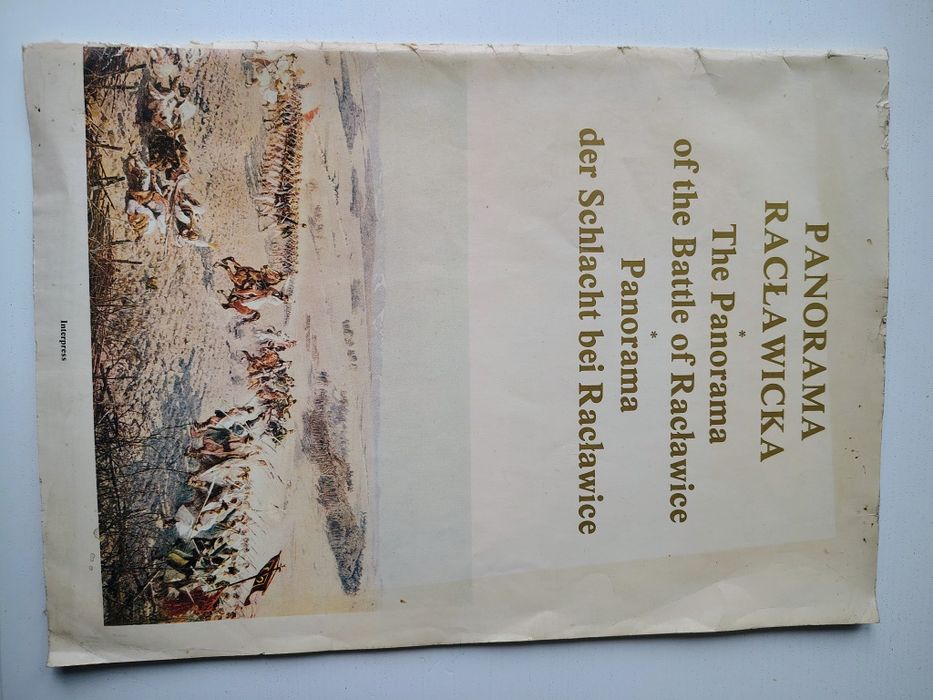 PANORAMA
RACŁAWICKA
*
The Panorama
of the Battle of Racławice
*
Panorama
der Schlacht bei Racławice
Interpress